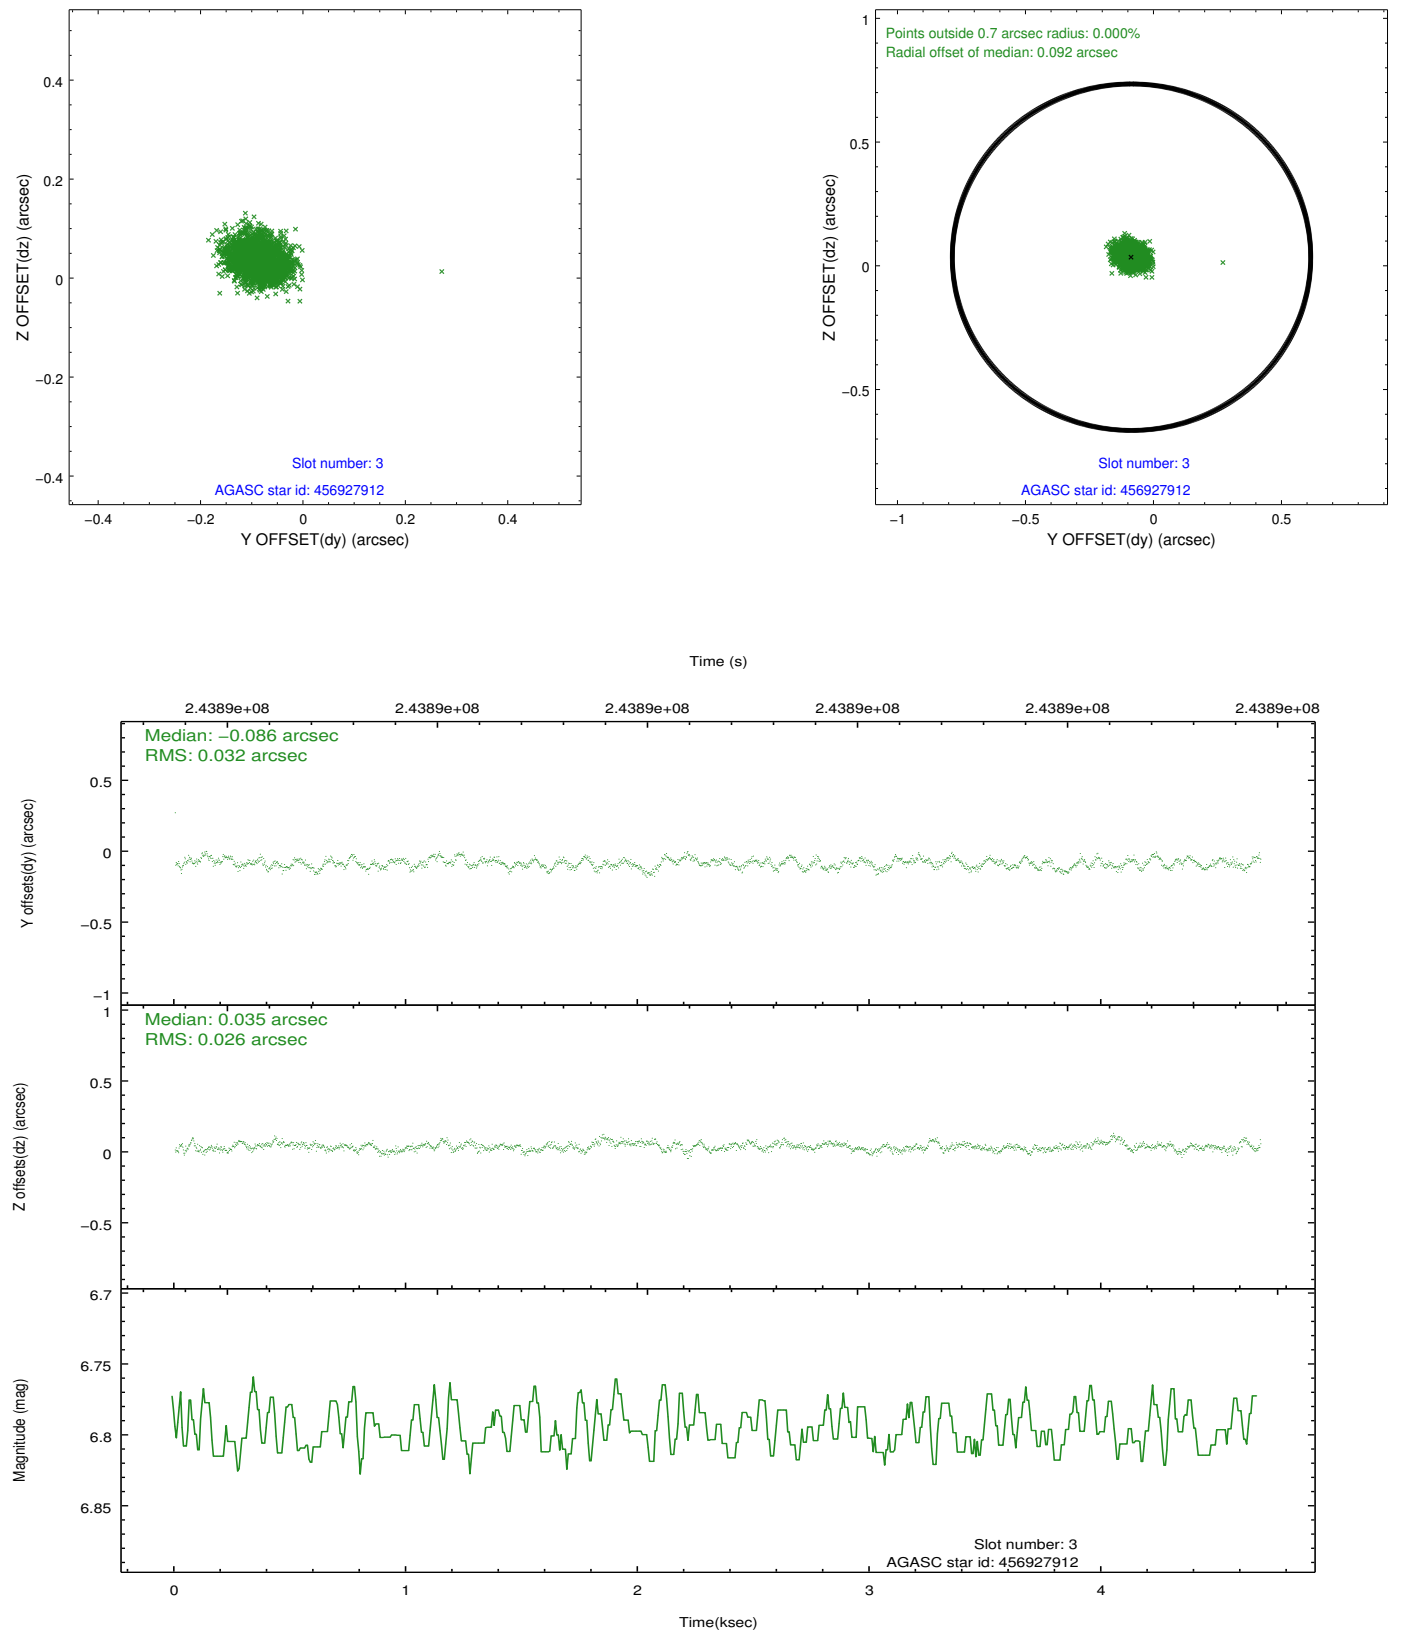 0.4
0.2
0
−0.2
−0.4
Z OFFSET(dz) (arcsec)
Slot number: 3
AGASC star id: 456927912
−0.4 −0.2 0 0.2 0.4
Y OFFSET(dy) (arcsec)
Points outside 0.7 arcsec radius: 0.000%
Radial offset of median: 0.092 arcsec
1
0.5
0
−0.5
Z OFFSET(dz) (arcsec)
Slot number: 3
AGASC star id: 456927912
−1 −0.5 0 0.5
Y OFFSET(dy) (arcsec)
Time (s)
2.4389e+08 2.4389e+08 2.4389e+08 2.4389e+08 2.4389e+08 2.4389e+08
Median: −0.086 arcsec
RMS: 0.032 arcsec
0.5
0
−0.5
−1
Y offsets(dy) (arcsec)
Median: 0.035 arcsec
RMS: 0.026 arcsec
1
0.5
0
−0.5
Z offsets(dz) (arcsec)
6.7
6.75
6.8
6.85
Magnitude (mag)
Slot number: 3
AGASC star id: 456927912
0 1 2 3 4
Time(ksec)